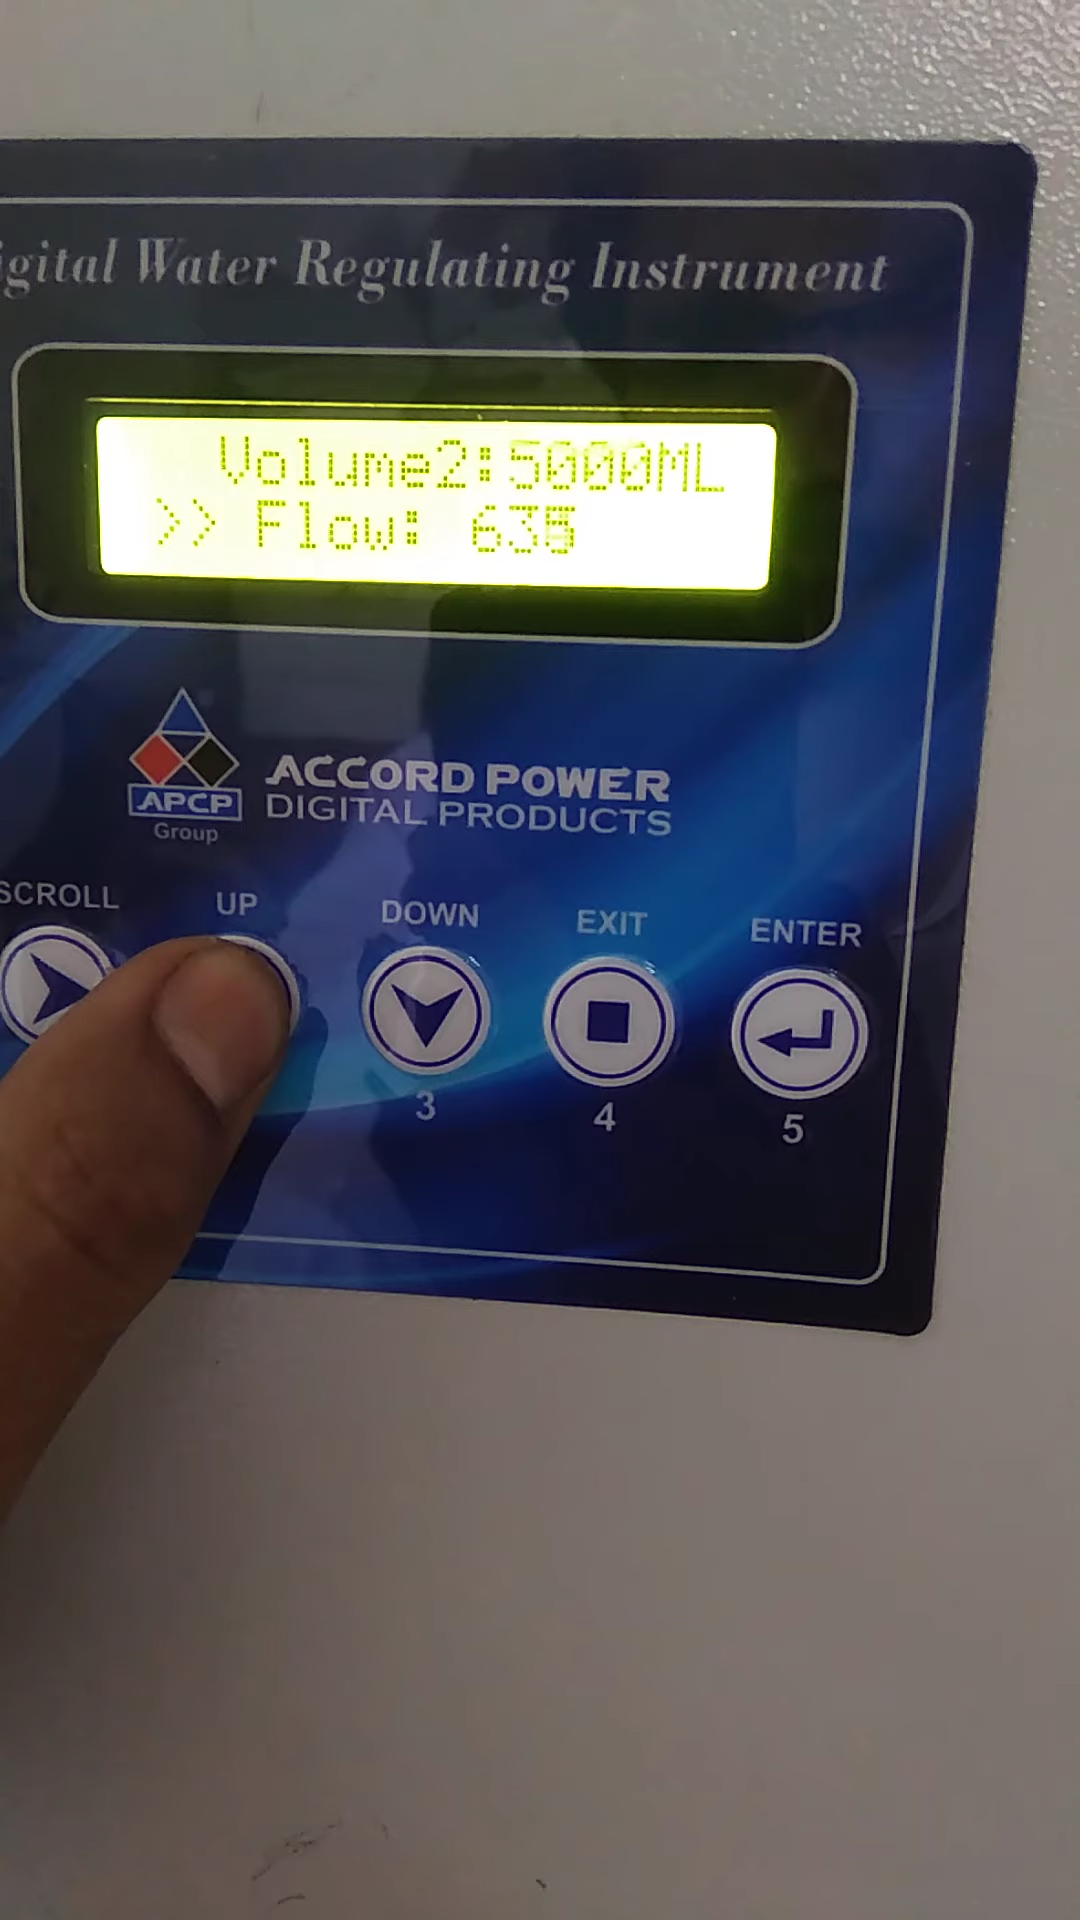 igital Water Regulating Instrument
Volume2:5000ML
>> Flow:
APCP
Group
ACCORD POWER
DIGITAL PRODUCTS
SCROLL UP DOWN EXIT ENTER
3 4 5